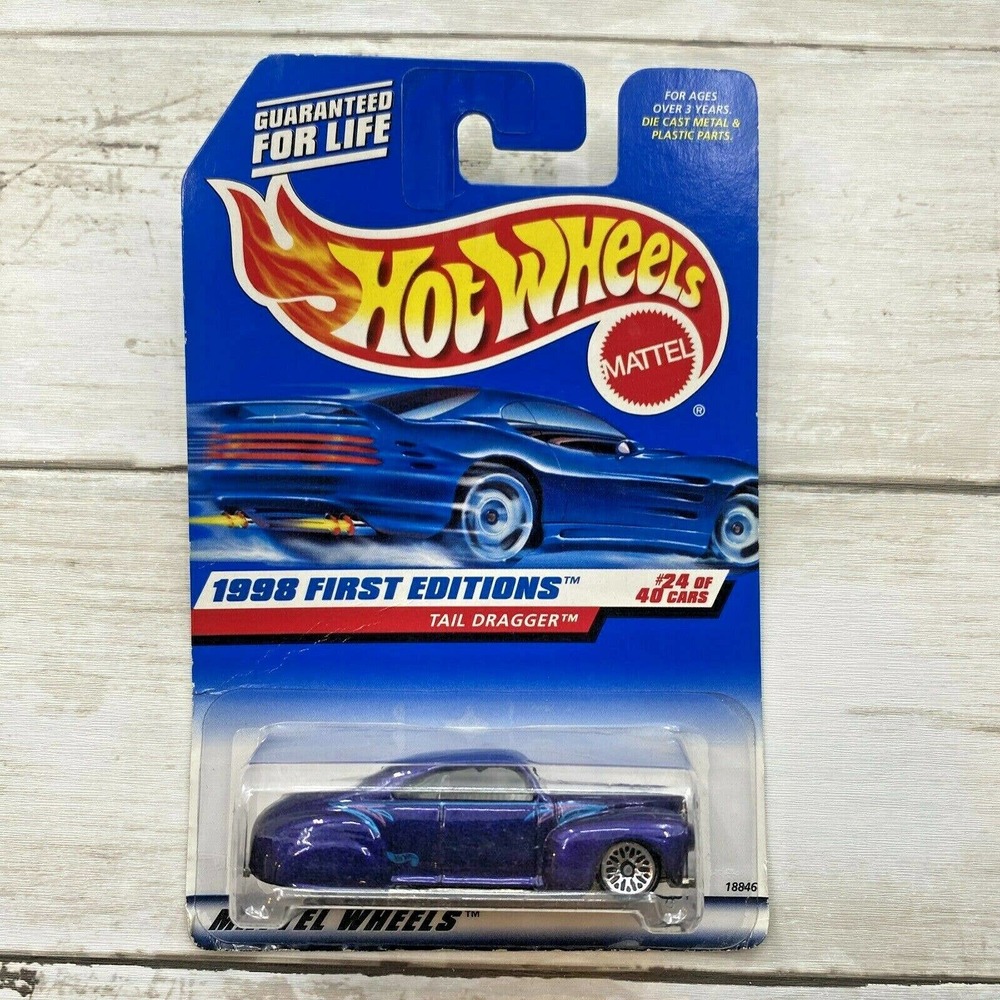 GUARANTEED
FOR LIFE
FOR AGES
OVER 3 YEARS.
DIE CAST METAL &
PLASTIC PARTS.
HOT WHEELS
MATTEL
®
1998 FIRST EDITIONS™
#24 OF
40 CARS
TAIL DRAGGER™
18846
MATTEL WHEELS™